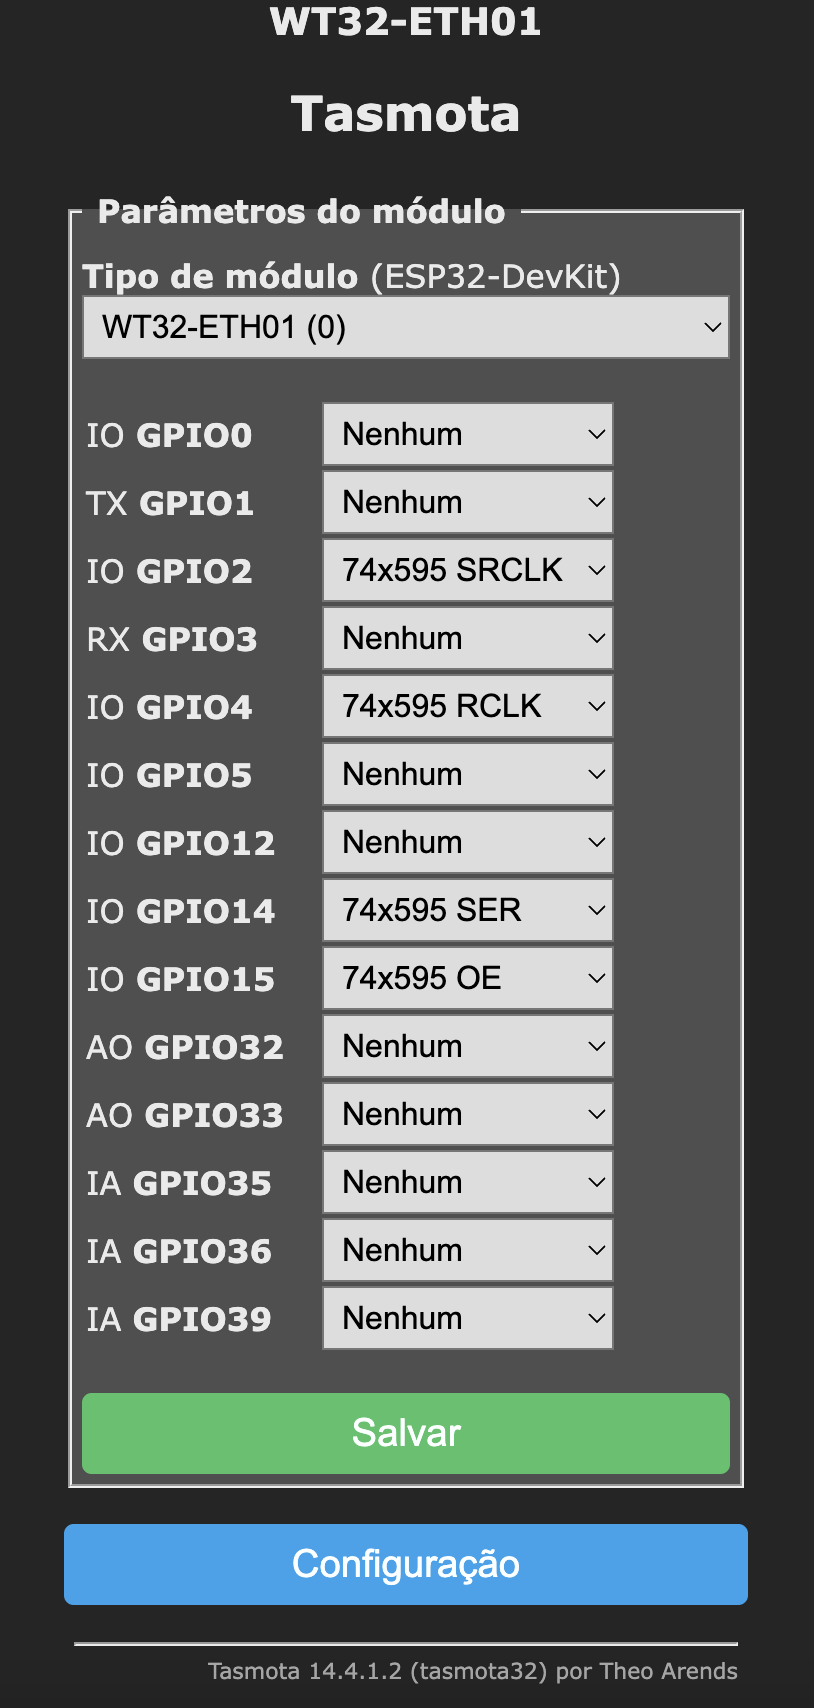 WT32-ETH01
Tasmota
Parâmetros do módulo
Tipo de módulo (ESP32-DevKit)
WT32-ETH01 (0)
IO GPIO0 Nenhum
TX GPIO1 Nenhum
IO GPIO2 74x595 SRCLK
RX GPIO3 Nenhum
IO GPIO4 74x595 RCLK
IO GPIO5 Nenhum
IO GPIO12 Nenhum
IO GPIO14 74x595 SER
IO GPIO15 74x595 OE
AO GPIO32 Nenhum
AO GPIO33 Nenhum
IA GPIO35 Nenhum
IA GPIO36 Nenhum
IA GPIO39 Nenhum
Salvar
Configuração
Tasmota 14.4.1.2 (tasmota32) por Theo Arends